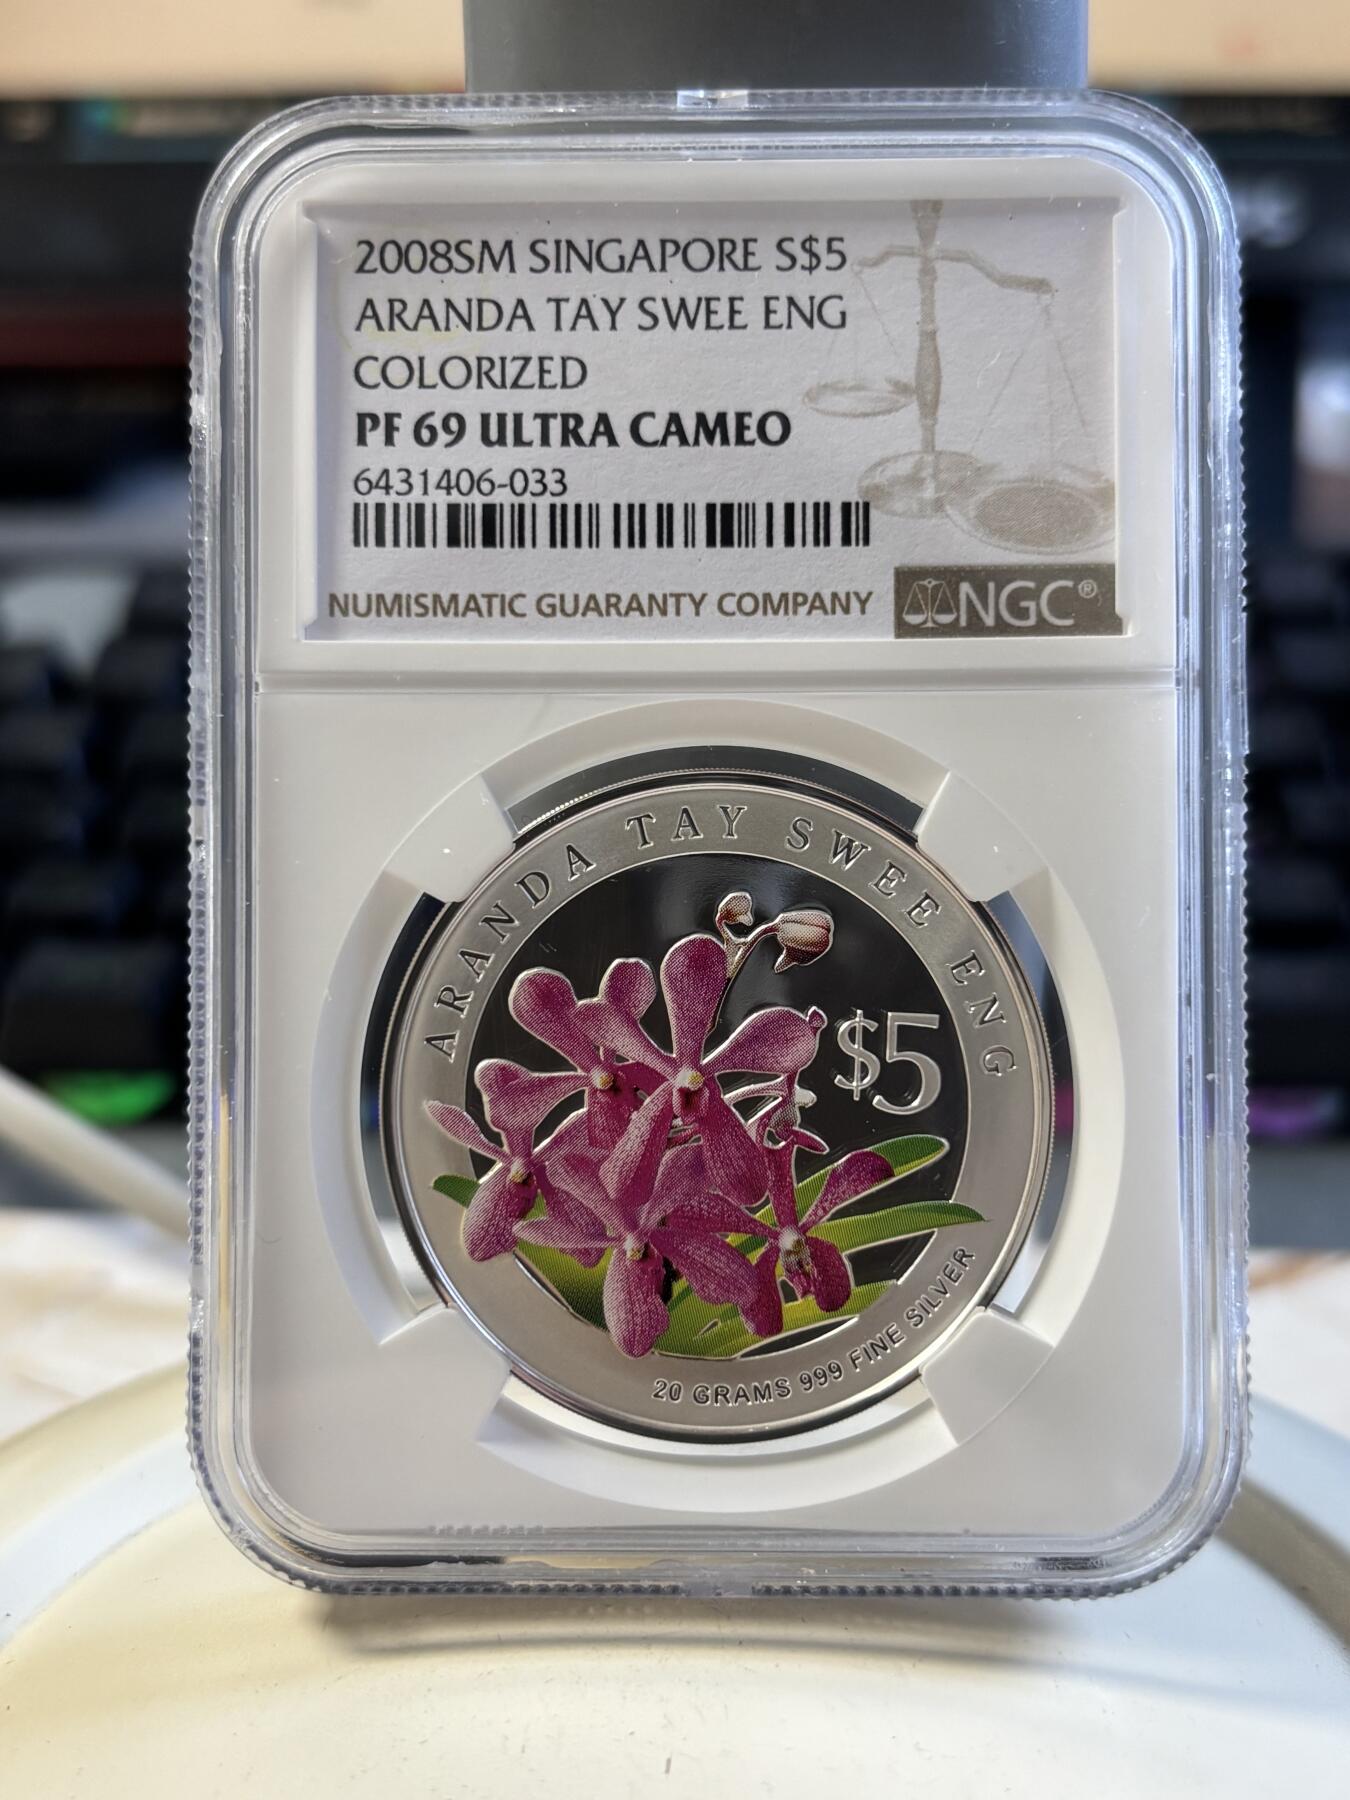 2008SM SINGAPORE S$5
ARANDA TAY SWEE ENG
COLORIZED
PF 69 ULTRA CAMEO
6431406-033
NUMISMATIC GUARANTY COMPANY
NGC®
ARANDA TAY SWEE ENG
$5
20 GRAMS 999 FINE SILVER